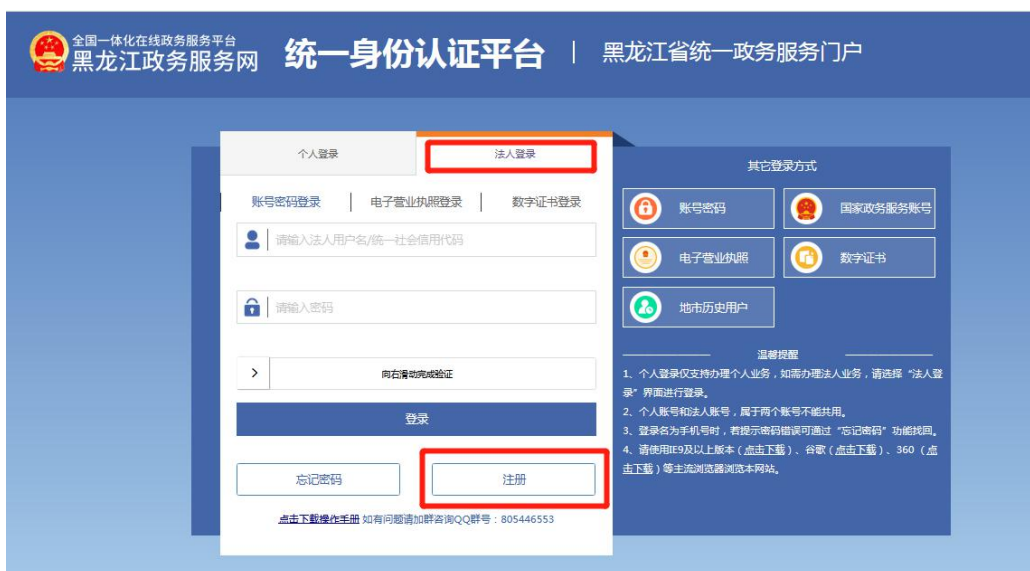 全国一体化在线政务服务平台
黑龙江政务服务网
统一身份认证平台
黑龙江省统一政务服务门户
个人登录
法人登录
账号密码登录
电子营业执照登录
数字证书登录
请输入法人用户名/统一社会信用代码
请输入密码
>
向右滑动完成验证
登录
忘记密码
注册
点击下载操作手册 如有问题请加群咨询QQ群号：805446553
其它登录方式
账号密码
国家政务服务账号
电子营业执照
数字证书
地市历史用户
温馨提醒
1、个人登录仅支持办理个人业务，如需办理法人业务，请选择“法人登
录”界面进行登录。
2、个人账号和法人账号，属于两个账号不能共用。
3、登录名为手机号时，若提示密码错误可通过“忘记密码”功能找回。
4、请使用IE9及以上版本（点击下载）、谷歌（点击下载）、360（点
击下载）等主流浏览器浏览本网站。